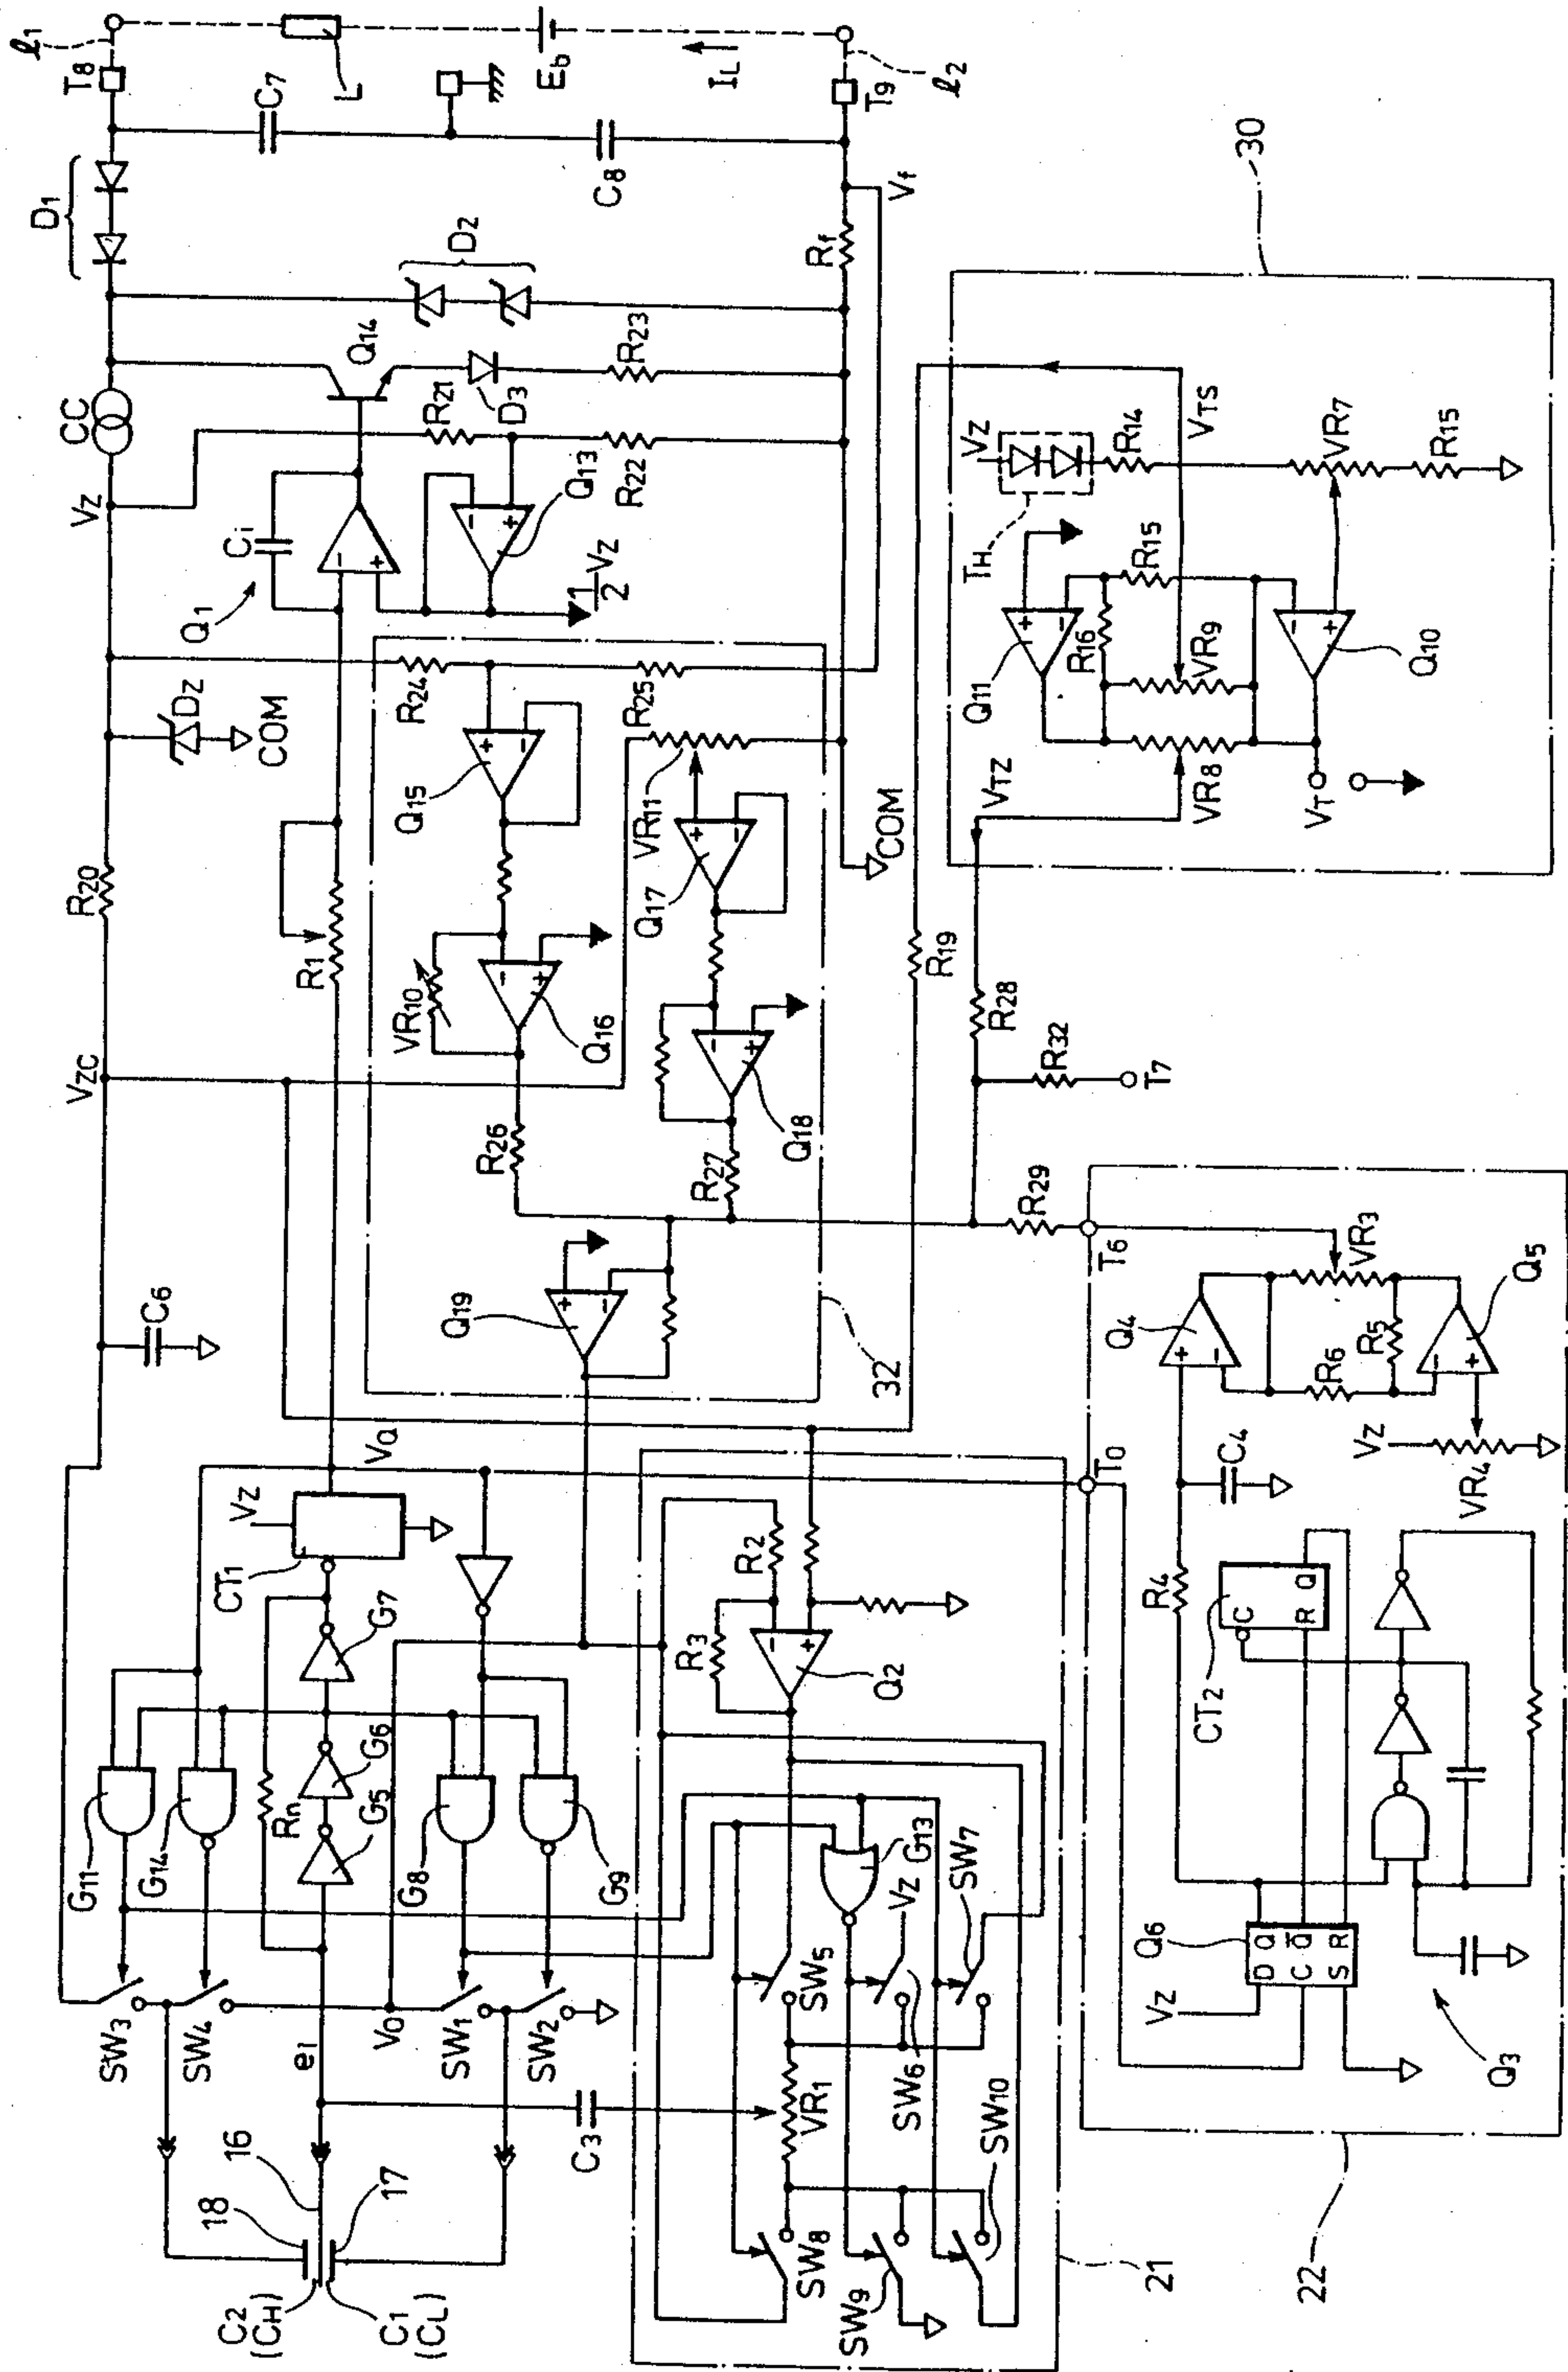 ℓ1
T8
L
Eb
IL
T9
ℓ2
C7
C8
D1
D2
Rf
Vf
30
CC
Q14
D3
R23
R21
R22
Q13
Vz
Ci
Q1
1/2 Vz
Dz
COM
R24
R25
Q15
VR11
Q17
COM
R20
R1
VR10
Q16
Q18
R26
R27
Vzc
Q19
C6
32
R19
R28
R32
T7
R29
Vz
TH
R14
VTS
VR7
R15
R15
R16
Q11
VR9
Q10
VR8
VTZ
VT
Va
Vz
CT1
G7
G6
G5
Rn
G11
G14
G8
G9
SW3
SW4
SW1
SW2
V0
e1
16
17
18
C2
(CH)
C1
(CL)
C3
R2
R3
Q2
G13
Vz
SW7
SW5
SW6
VR1
SW10
SW8
SW9
21
T6
T0
VR3
Q4
Q5
R5
R6
C4
Vz
VR4
R4
CT2
C
R Q
Q6
D Q
C Q̅
S R
Vz
Q3
22
+
−